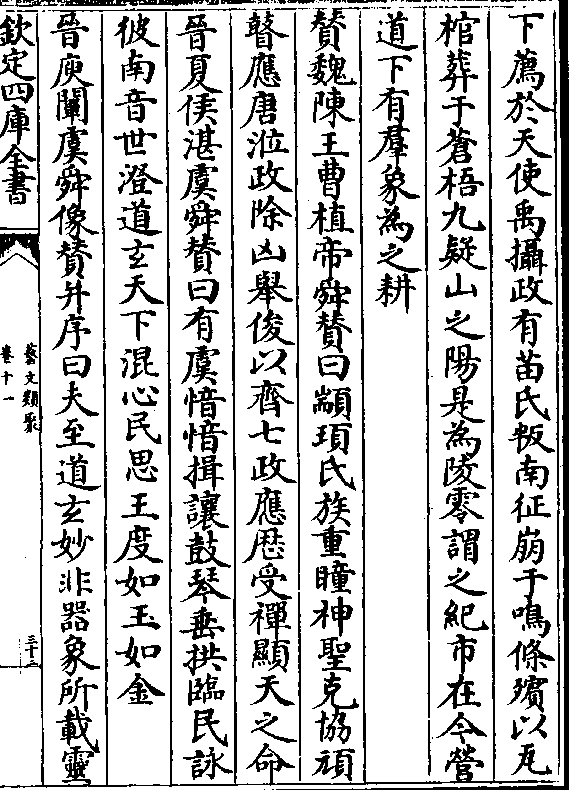 下薦於天使禹攝政有苗氏叛南征崩于鳴條殯以瓦
棺葬于蒼梧九疑山之陽是為陵零謂之紀市在今營
道下有羣象為之耕
贊魏陳王曹植帝舜贊曰顓頊氏族重瞳神聖克協頑
瞽應唐涖政除凶舉俊以齊七政應厯受禪顯天之命
晉夏侯湛虞舜贊曰有虞愔愔揖讓鼓琴垂拱臨民詠
彼南音世澄道玄天下混心民思王度如玉如金
晉庾闡虞舜像贊并序曰夫至道玄妙非器象所載靈
欽定四庫全書
藝文類聚
卷十一
三十三